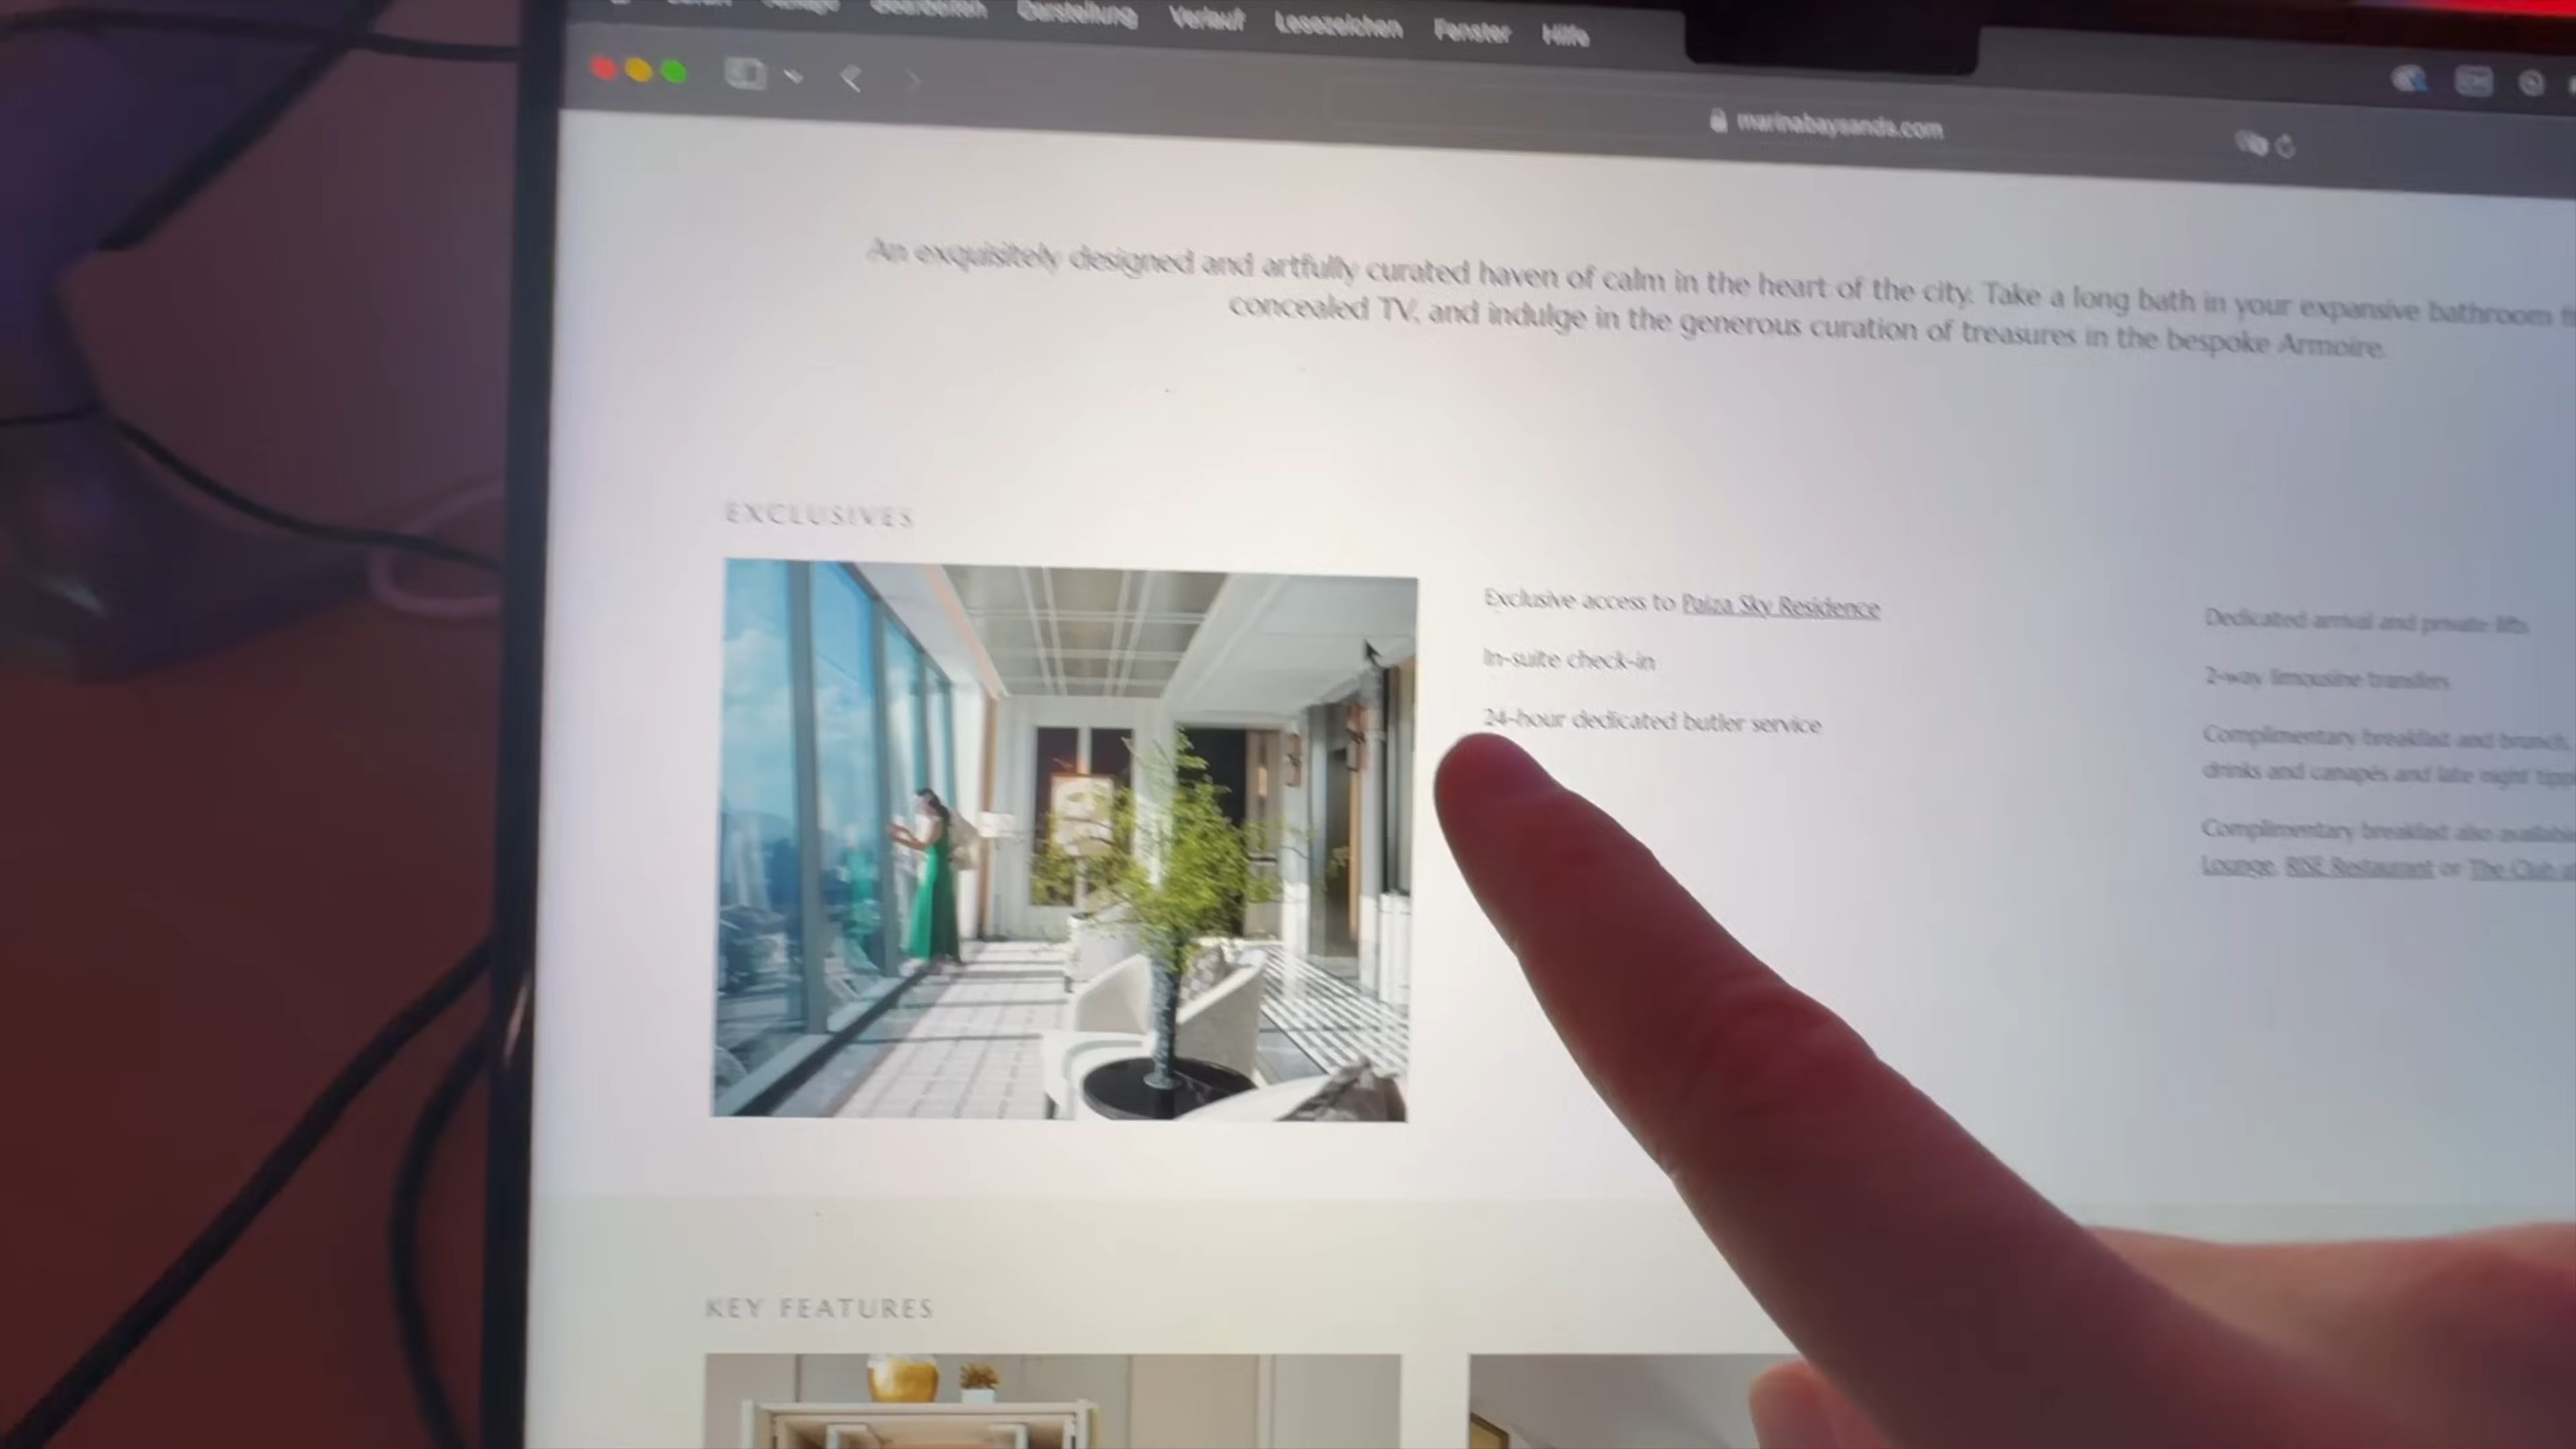 Bearbeiten Darstellung Verlauf Lesezeichen Fenster Hilfe
marinabaysands.com
An exquisitely designed and artfully curated haven of calm in the heart of the city. Take a long bath in your expansive bathroom
concealed TV, and indulge in the generous curation of treasures in the bespoke Armoire.
EXCLUSIVES
Exclusive access to Paiza Sky Residence
In-suite check-in
24-hour dedicated butler service
Dedicated arrival and private lifts
2-way limousine transfers
Complimentary breakfast and brunch,
drinks and canapés and late night
Complimentary breakfast also
Lounge, RISE Restaurant or The Club
KEY FEATURES